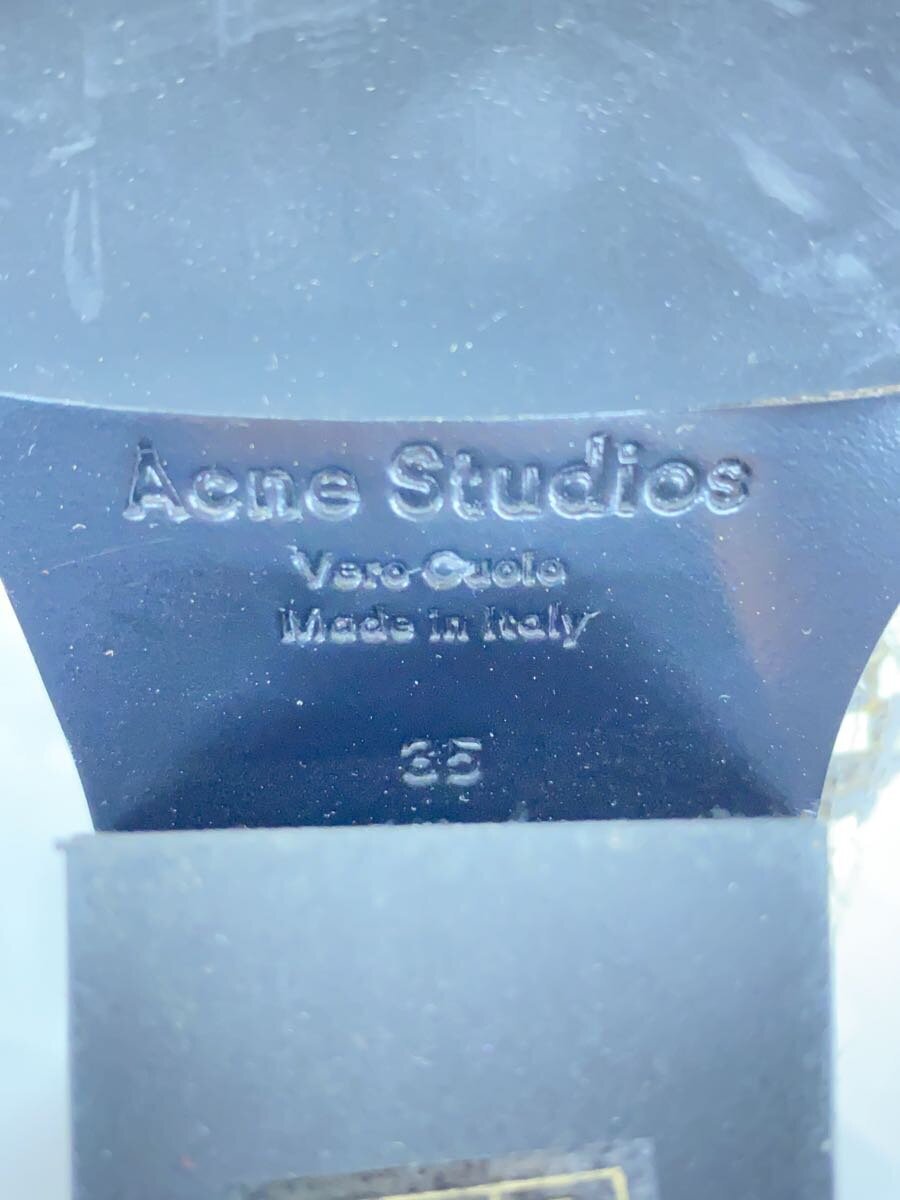 Acne Studios
Vero Cuoio
Made in Italy
35